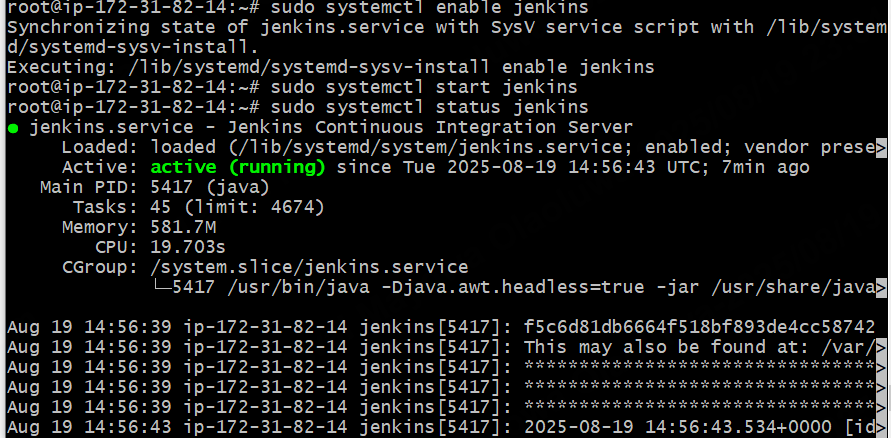 root@ip-172-31-82-14:~# sudo systemctl enable jenkins
Synchronizing state of jenkins.service with SysV service script with /lib/system
d/systemd-sysv-install.
Executing: /lib/systemd/systemd-sysv-install enable jenkins
root@ip-172-31-82-14:~# sudo systemctl start jenkins
root@ip-172-31-82-14:~# sudo systemctl status jenkins
● jenkins.service - Jenkins Continuous Integration Server
     Loaded: loaded (/lib/systemd/system/jenkins.service; enabled; vendor prese>
     Active: active (running) since Tue 2025-08-19 14:56:43 UTC; 7min ago
   Main PID: 5417 (java)
      Tasks: 45 (limit: 4674)
     Memory: 581.7M
        CPU: 19.703s
     CGroup: /system.slice/jenkins.service
             └─5417 /usr/bin/java -Djava.awt.headless=true -jar /usr/share/java>
Aug 19 14:56:39 ip-172-31-82-14 jenkins[5417]: f5c6d81db6664f518bf893de4cc58742
Aug 19 14:56:39 ip-172-31-82-14 jenkins[5417]: This may also be found at: /var/>
Aug 19 14:56:39 ip-172-31-82-14 jenkins[5417]: ********************************>
Aug 19 14:56:39 ip-172-31-82-14 jenkins[5417]: ********************************>
Aug 19 14:56:39 ip-172-31-82-14 jenkins[5417]: ********************************>
Aug 19 14:56:43 ip-172-31-82-14 jenkins[5417]: 2025-08-19 14:56:43.534+0000 [id>